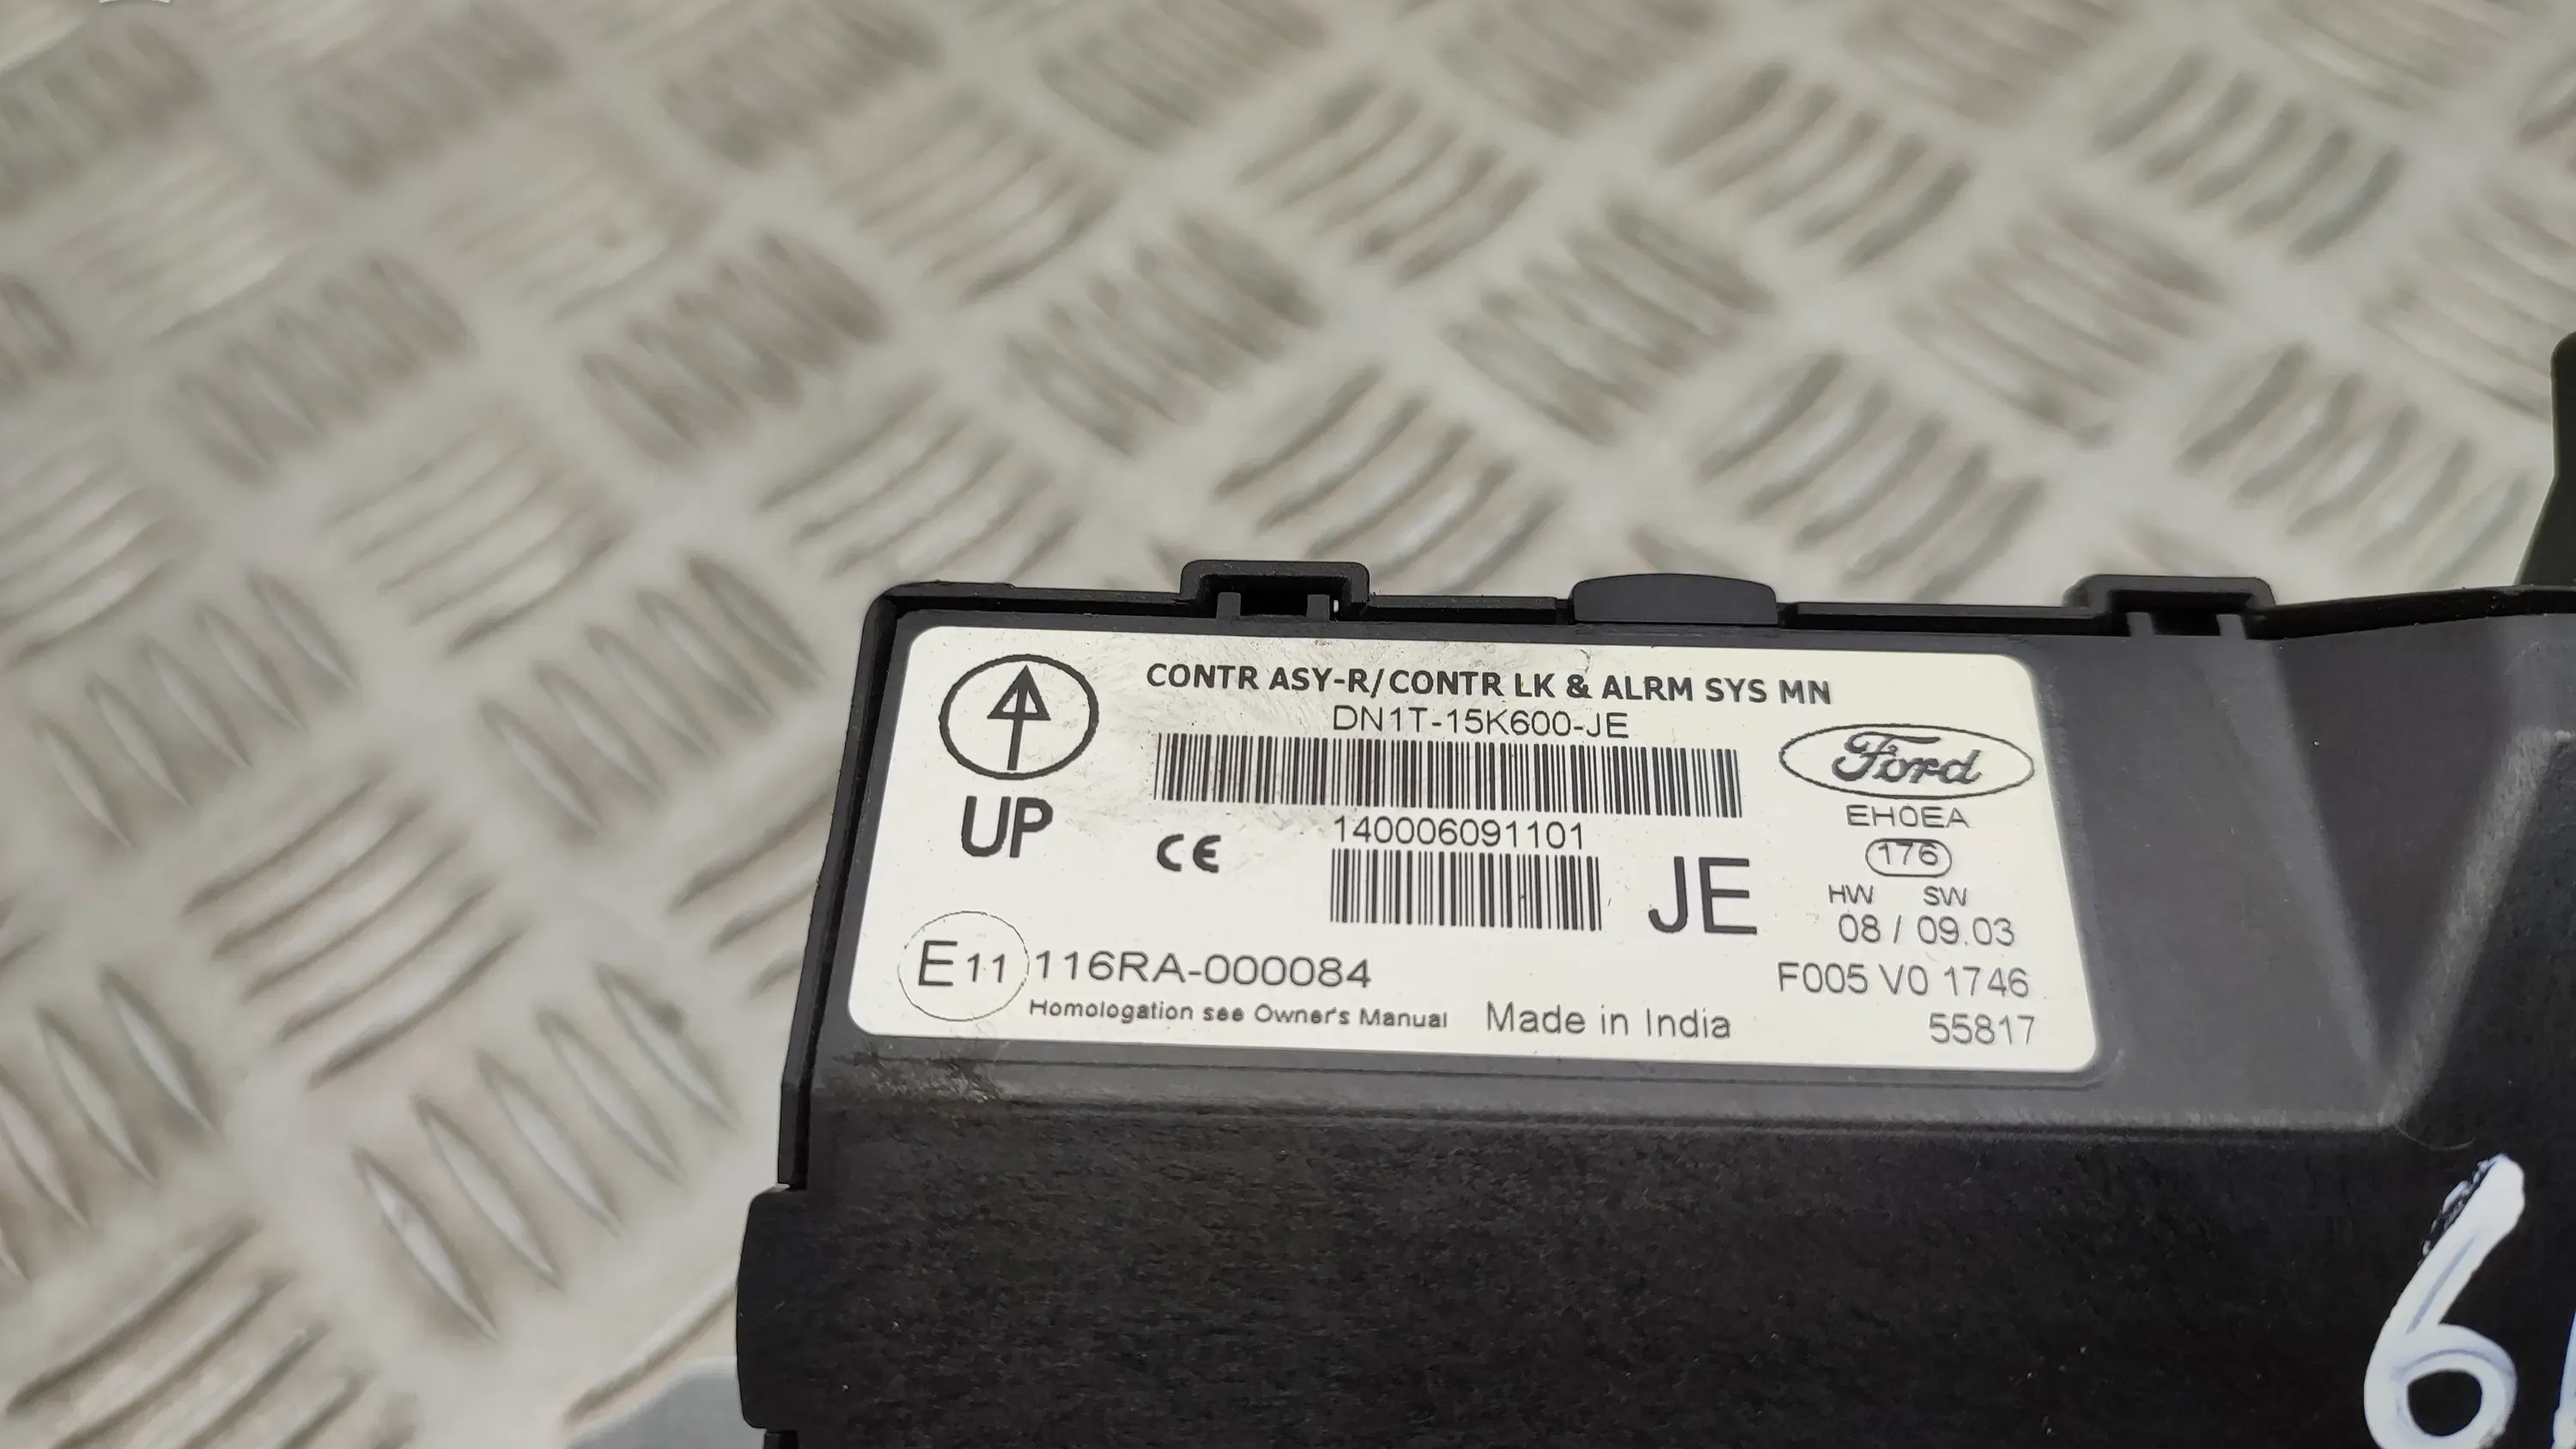 CONTR ASY-R/CONTR LK & ALRM SYS MN
DN1T-15K600-JE
UP
Ford
EH0EA
176
140006091101
CE
JE
HW SW
08 / 09.03
E11 116RA-000084
F005 V0 1746
Homologation see Owner's Manual
Made in India
55817
6